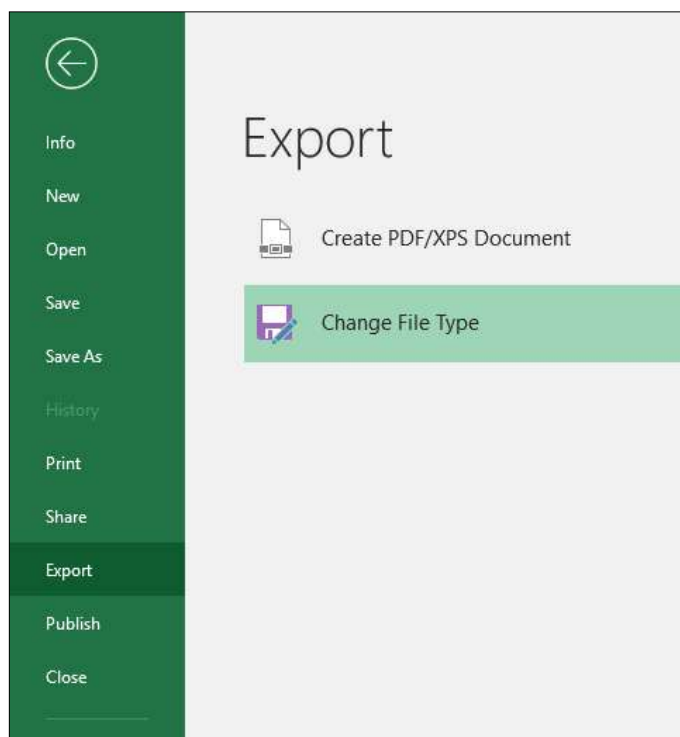 Info
New
Open
Save
Save As
History
Print
Share
Export
Publish
Close
Export
Create PDF/XPS Document
Change File Type